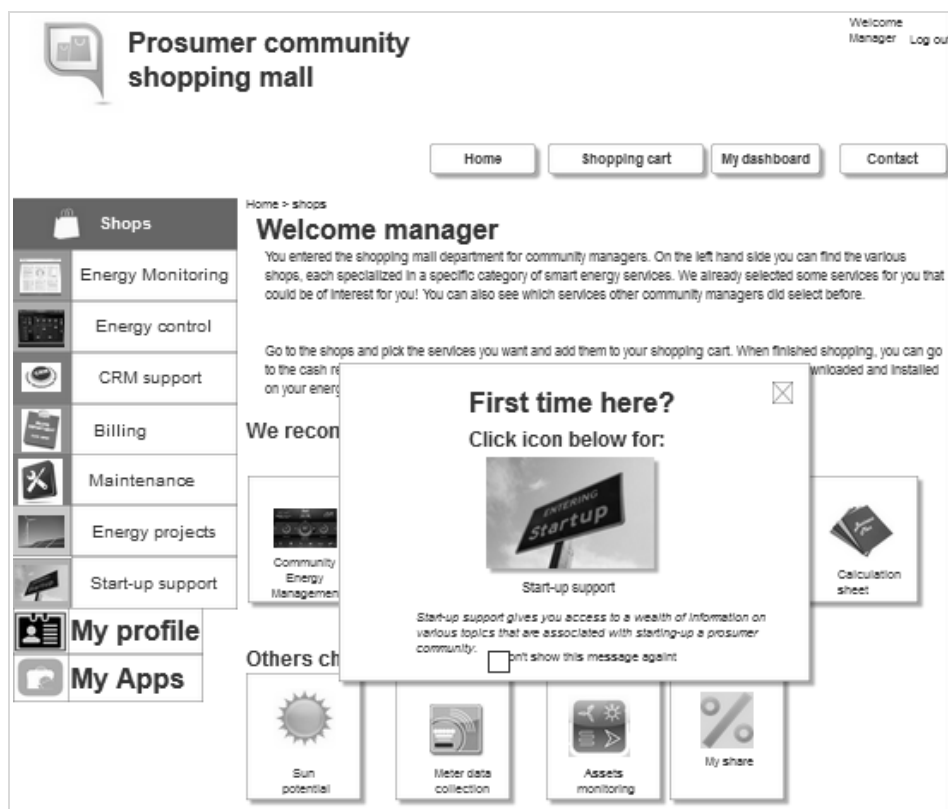 Prosumer community
shopping mall
Welcome
Manager Log out
Home
Shopping cart
My dashboard
Contact
Shops
Energy Monitoring
Energy control
CRM support
Billing
Maintenance
Energy projects
Start-up support
My profile
My Apps
Home > shops
Welcome manager
You entered the shopping mall department for community managers. On the left hand side you can find the various
shops, each specialized in a specific category of smart energy services. We already selected some services for you that
could be of interest for you! You can also see which services other community managers did select before.
Go to the shops and pick the services you want and add them to your shopping cart. When finished shopping, you can go
to the cash re
wnloaded and installed
on your energ
We recon
First time here?
Click icon below for:
ENTERING
Startup
Start-up support
Start-up support gives you access to a wealth of information on
various topics that are associated with starting-up a prosumer
community.
on't show this message againt
Community
Energy
Managemen
Calculation
sheet
Others ch
Sun
potential
Meter data
collection
Assets
monitoring
My share